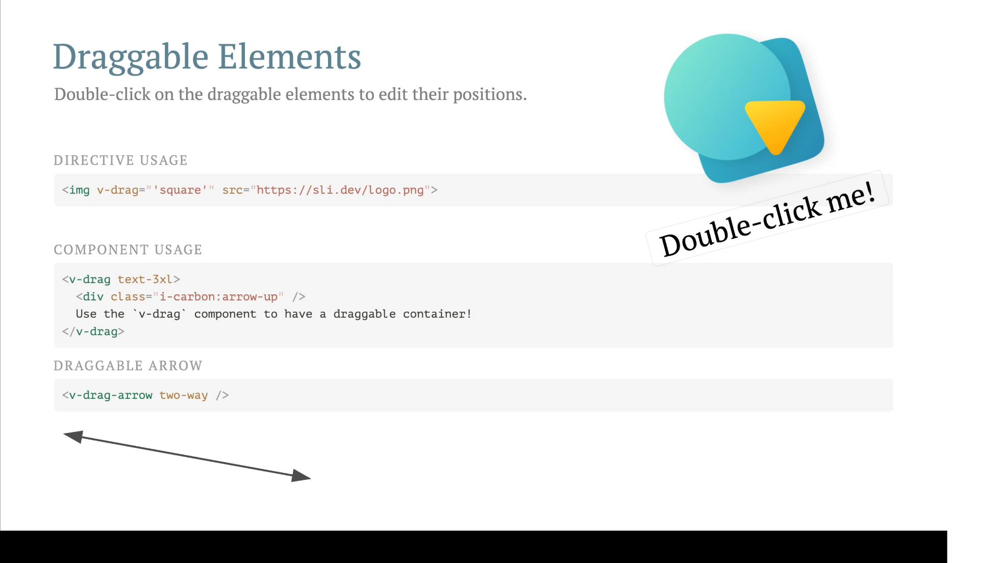 Draggable Elements
Double-click on the draggable elements to edit their positions.
DIRECTIVE USAGE
<img v-drag="'square'" src="https://sli.dev/logo.png">
Double-click me!
COMPONENT USAGE
<v-drag text-3xl>
  <div class="i-carbon:arrow-up" />
  Use the `v-drag` component to have a draggable container!
</v-drag>
DRAGGABLE ARROW
<v-drag-arrow two-way />